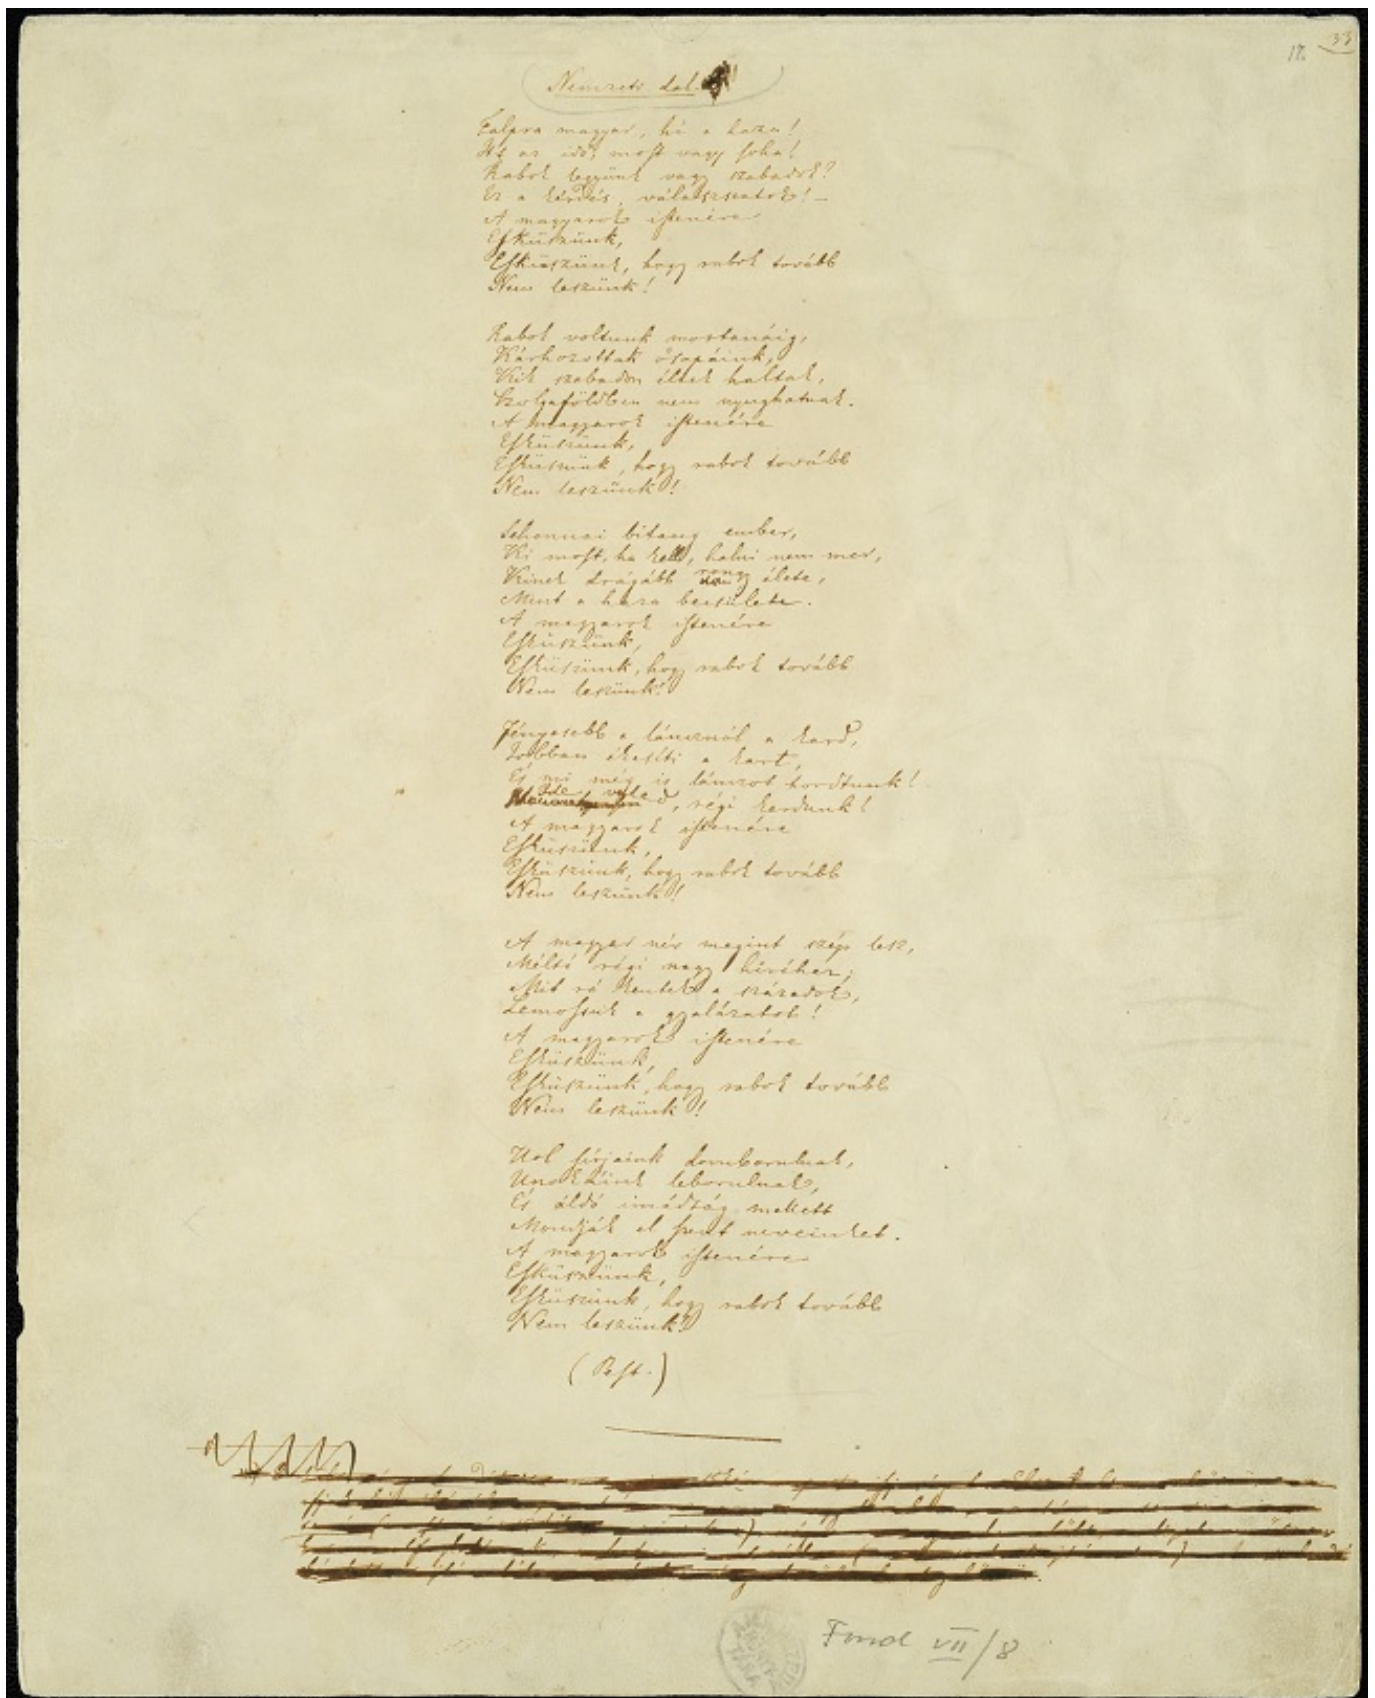 33
17.
Nemzeti dal.
Talpra magyar, hí a haza!
Itt az idő, most vagy soha!
Rabok legyünk vagy szabadok?
Ez a kérdés, válaszszatok! –
A magyarok istenére
Esküszünk,
Esküszünk, hogy rabok tovább
Nem leszünk!
Rabok voltunk mostanáig,
Kárhozottak ősapáink,
Kik szabadon éltek haltak,
Szolgaföldben nem nyughatnak.
A magyarok istenére
Esküszünk,
Esküszünk, hogy rabok tovább
Nem leszünk!
Sehonnai bitang ember,
Ki most, ha kell, halni nem mer,
Kinek drágább rongy élete,
Mint a haza becsülete.
A magyarok istenére
Esküszünk,
Esküszünk, hogy rabok tovább
Nem leszünk!
Fényesebb a láncznál a kard,
Jobban ékesíti a kart,
És mi még is lánczot hordtunk!
Ide veled, régi kardunk!
A magyarok istenére
Esküszünk,
Esküszünk, hogy rabok tovább
Nem leszünk!
A magyar név megint szép lesz,
Méltó régi nagy hiréhez;
Mit rá kentek a századok,
Lemossuk a gyalázatot!
A magyarok istenére
Esküszünk,
Esküszünk, hogy rabok tovább
Nem leszünk!
Hol sírjaink domborulnak,
Unokáink leborulnak,
És áldó imádság mellett
Mondják el szent neveinket.
A magyarok istenére
Esküszünk,
Esküszünk, hogy rabok tovább
Nem leszünk!
(Pest.)
Fond VII/8